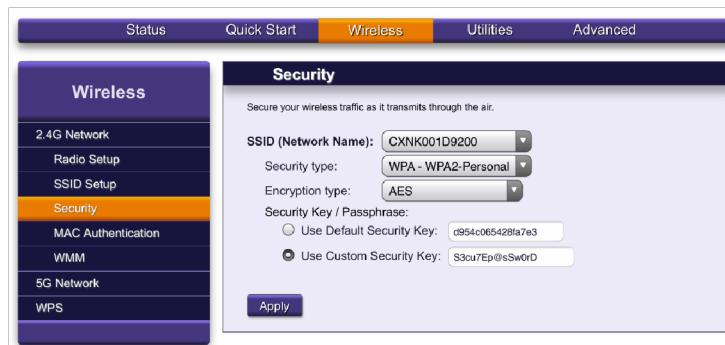 Status Quick Start Wireless Utilities Advanced
Wireless
2.4G Network
Radio Setup
SSID Setup
Security
MAC Authentication
WMM
5G Network
WPS
Security
Secure your wireless traffic as it transmits through the air.
SSID (Network Name): CXNK001D9200
Security type: WPA - WPA2-Personal
Encryption type: AES
Security Key / Passphrase:
Use Default Security Key: d954c065428fa7e3
Use Custom Security Key: S3cu7Ep@sSw0rD
Apply